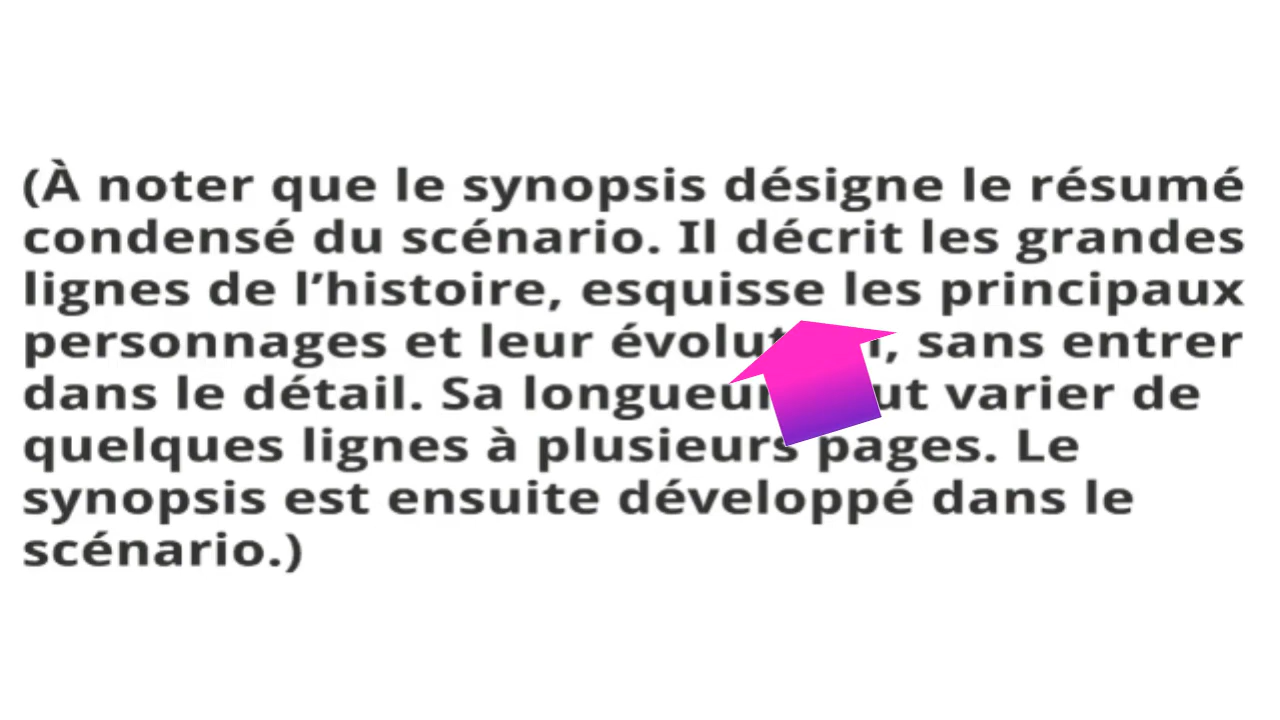 (À noter que le synopsis désigne le résumé
condensé du scénario. Il décrit les grandes
lignes de l’histoire, esquisse les principaux
personnages et leur sans entrer
dans le détail. Sa longueur varier de
quelques lignes à plusieurs pages. Le
synopsis est ensuite développé dans le
scénario.)